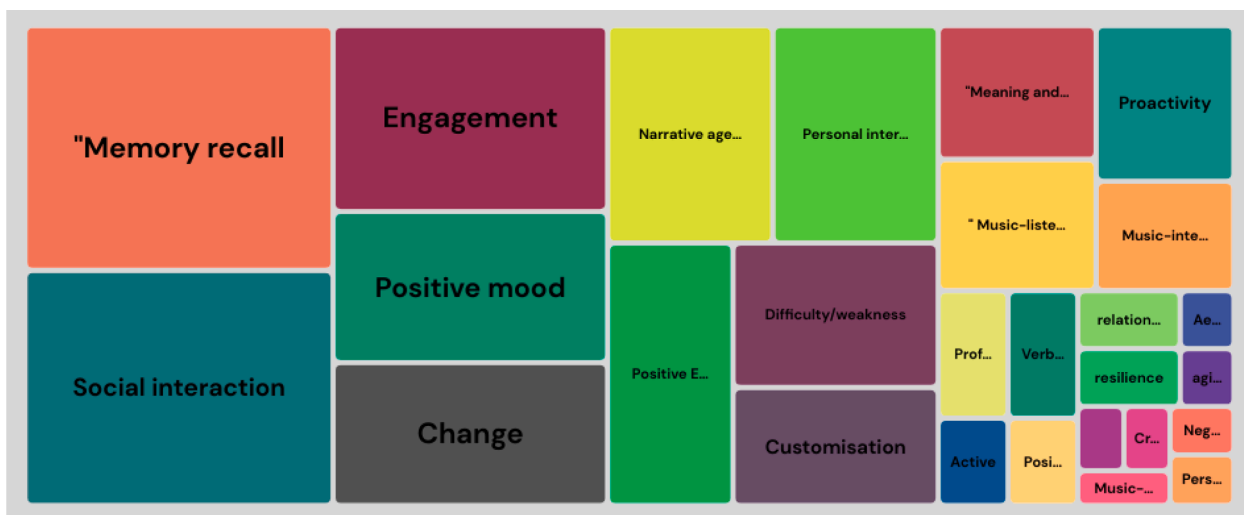 "Memory recall
Social interaction
Engagement
Positive mood
Change
Narrative age...
Personal inter...
Positive E...
Difficulty/weakness
Customisation
"Meaning and...
" Music-liste...
Proactivity
Music-inte...
Prof...
Verb...
Active
Posi...
relation...
Ae...
resilience
agi...
Cr...
Neg...
Music-...
Pers...